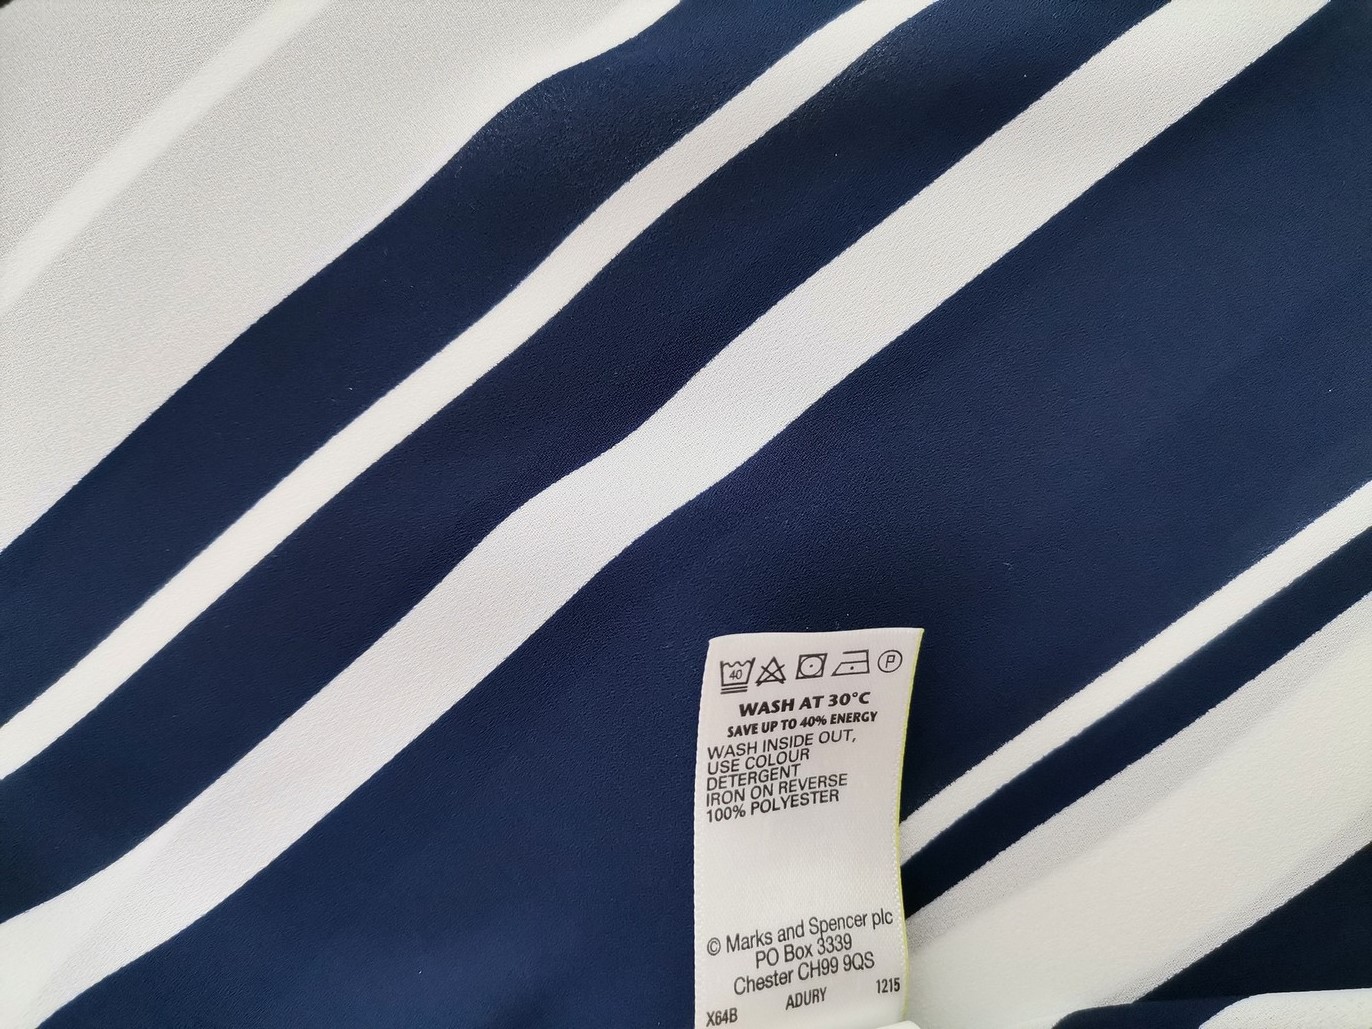 40 P
WASH AT 30°C
SAVE UP TO 40% ENERGY
WASH INSIDE OUT,
USE COLOUR
DETERGENT
IRON ON REVERSE
100% POLYESTER
© Marks and Spencer plc
PO Box 3339
Chester CH99 9QS
X64B ADURY 1215